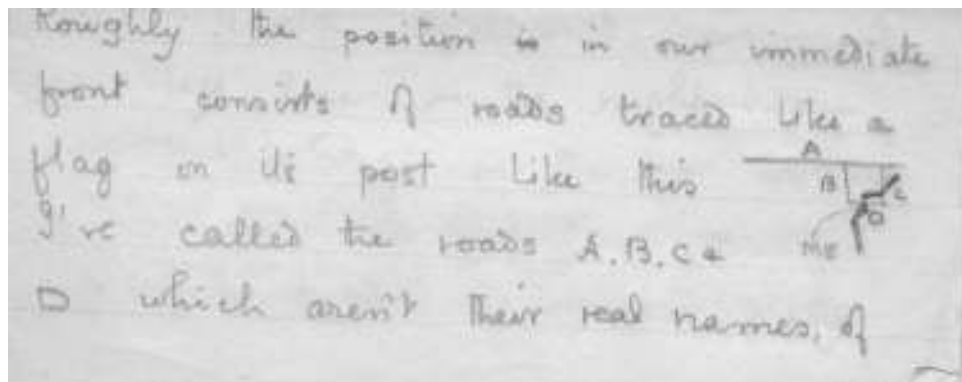 Roughly the position is in our immediate
front consists of roads traced like a
flag on its post like this
A
B
C
D
ME
I've called the roads A.B.C &
D which aren't their real names, of